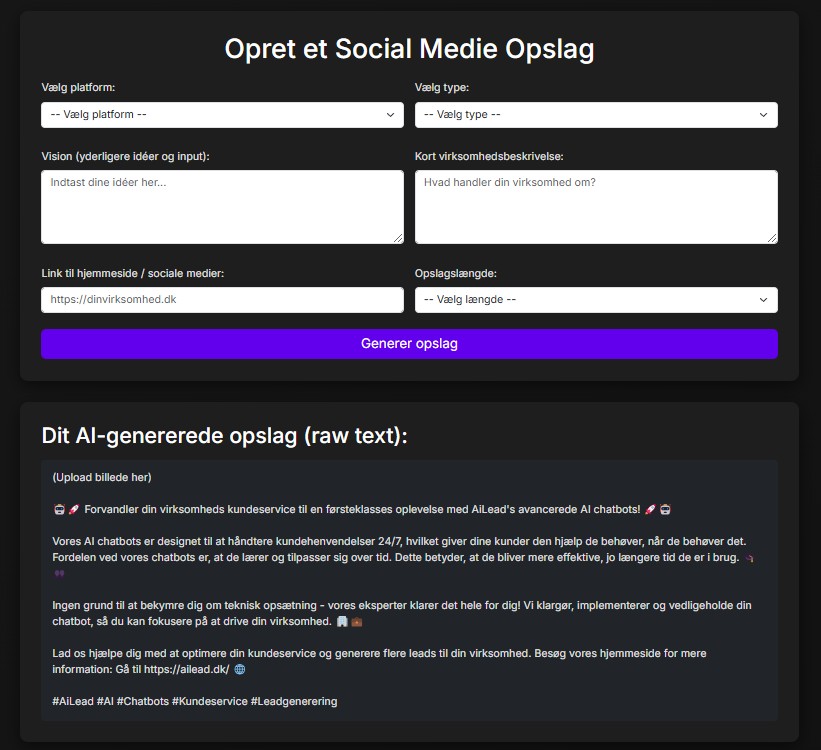 Opret et Social Medie Opslag
Vælg platform:
Vælg type:
-- Vælg platform --
-- Vælg type --
Vision (yderligere idéer og input):
Kort virksomhedsbeskrivelse:
Indtast dine idéer her...
Hvad handler din virksomhed om?
Link til hjemmeside / sociale medier:
Opslagslængde:
https://dinvirksomhed.dk
-- Vælg længde --
Generer opslag
Dit AI-genererede opslag (raw text):
(Upload billede her)
🤖🚀 Forvandler din virksomheds kundeservice til en førsteklasses oplevelse med AiLead's avancerede AI chatbots! 🚀🤖
Vores AI chatbots er designet til at håndtere kundehenvendelser 24/7, hvilket giver dine kunder den hjælp de behøver, når de behøver det.
Fordelen ved vores chatbots er, at de lærer og tilpasser sig over tid. Dette betyder, at de bliver mere effektive, jo længere tid de er i brug.
Ingen grund til at bekymre dig om teknisk opsætning - vores eksperter klarer det hele for dig! Vi klargør, implementerer og vedligeholde din
chatbot, så du kan fokusere på at drive din virksomhed. 🏢💼
Lad os hjælpe dig med at optimere din kundeservice og generere flere leads til din virksomhed. Besøg vores hjemmeside for mere
information: Gå til https://ailead.dk/ 🌐
#AiLead #AI #Chatbots #Kundeservice #Leadgenerering